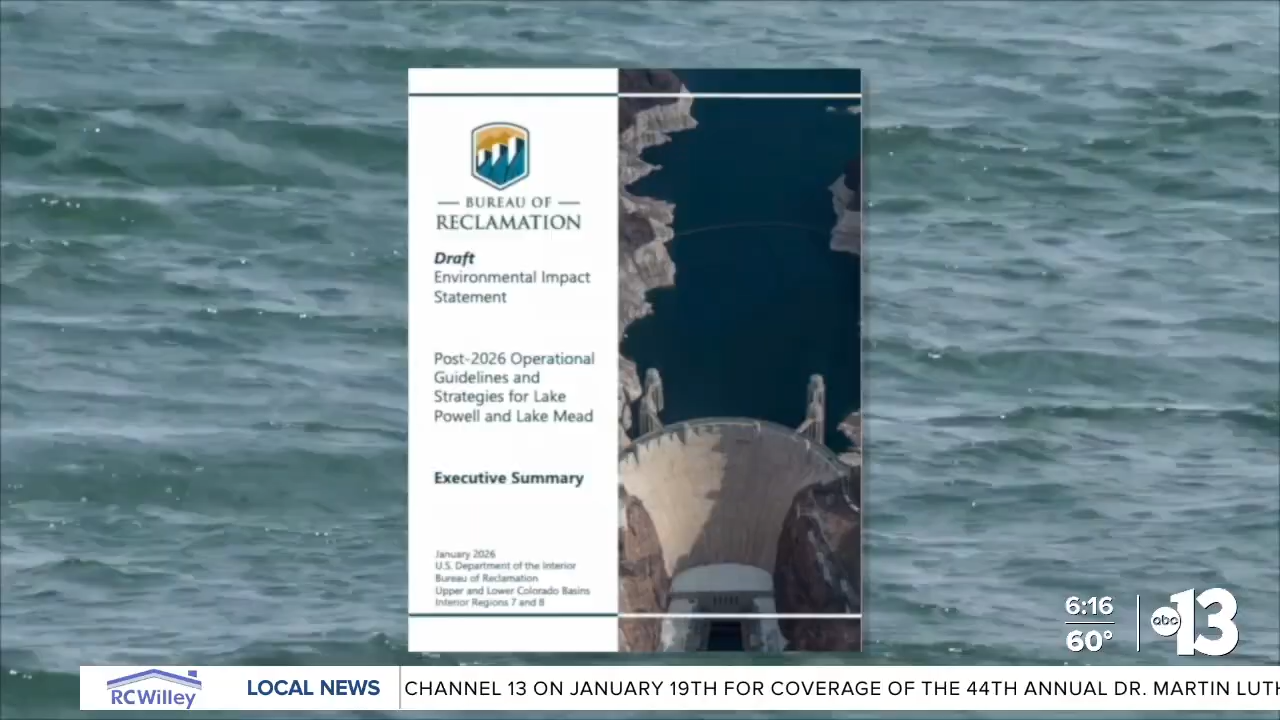 BUREAU OF
RECLAMATION
Draft
Environmental Impact
Statement
Post-2026 Operational
Guidelines and
Strategies for Lake
Powell and Lake Mead
Executive Summary
January 2026
U.S. Department of the Interior
Bureau of Reclamation
Upper and Lower Colorado Basins
Interior Regions 7 and 8
6:16
60°
abc 13
RCWilley
LOCAL NEWS
CHANNEL 13 ON JANUARY 19TH FOR COVERAGE OF THE 44TH ANNUAL DR. MARTIN LUTH